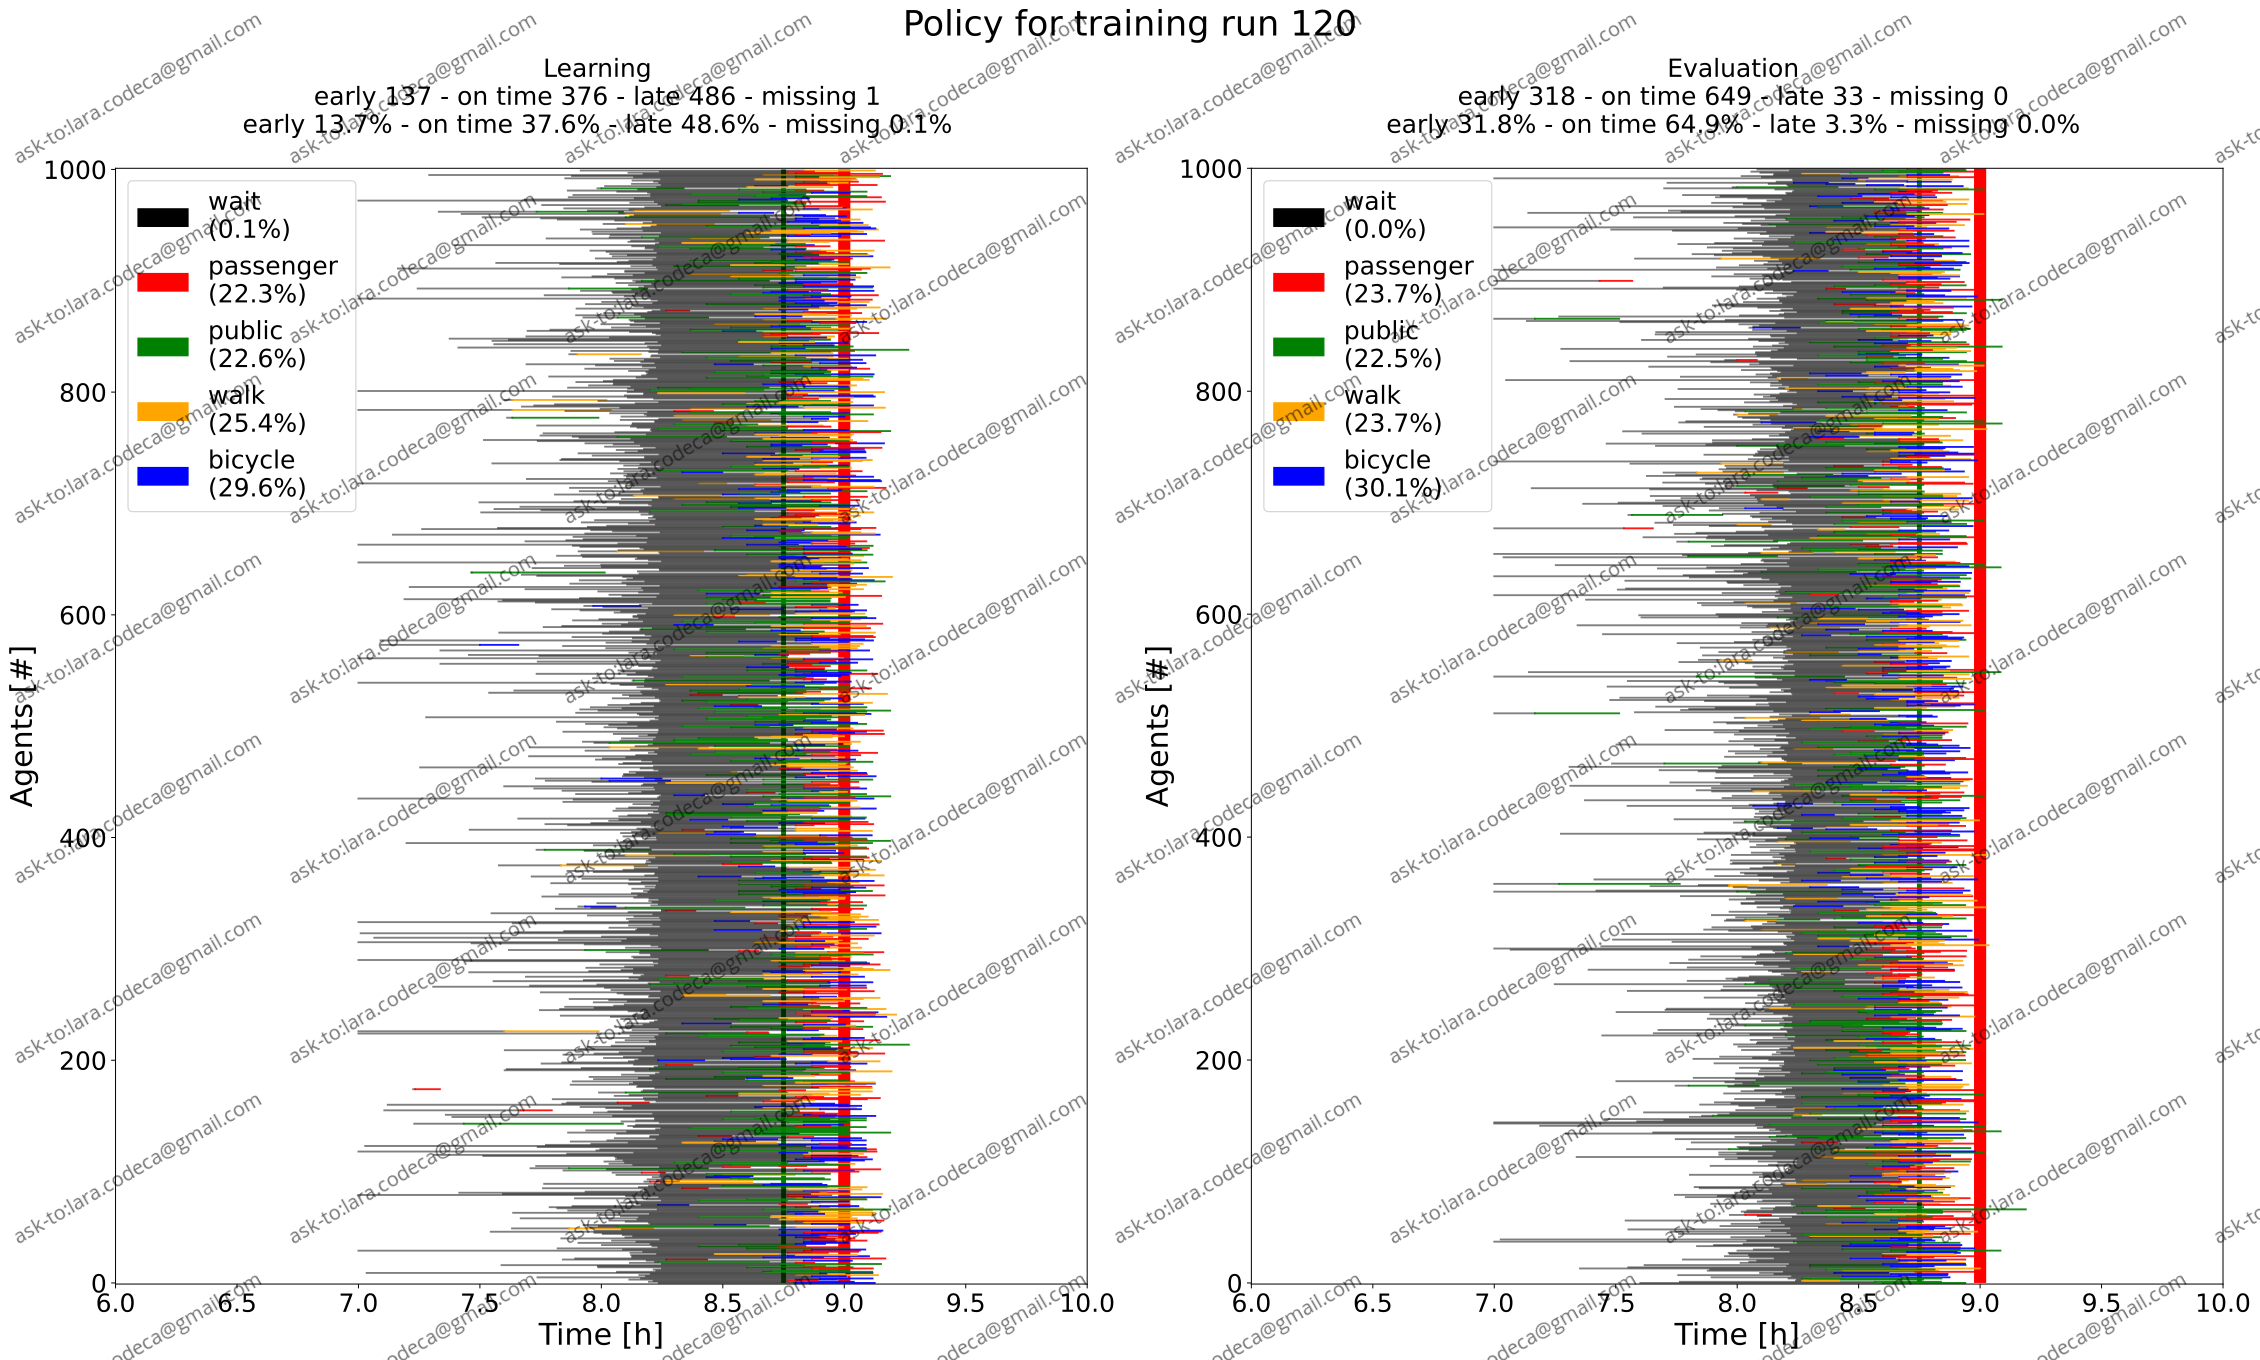 Policy for training run 120
Learning
early 137 - on time 376 - late 486 - missing 1
early 13.7% - on time 37.6% - late 48.6% - missing 0.1%
1000
800
600
400
200
0
Agents [#]
wait
(0.1%)
passenger
(22.3%)
public
(22.6%)
walk
(25.4%)
bicycle
(29.6%)
6.0 6.5 7.0 7.5 8.0 8.5 9.0 9.5 10.0
Time [h]
Evaluation
early 318 - on time 649 - late 33 - missing 0
early 31.8% - on time 64.9% - late 3.3% - missing 0.0%
1000
800
600
400
200
0
Agents [#]
wait
(0.0%)
passenger
(23.7%)
public
(22.5%)
walk
(23.7%)
bicycle
(30.1%)
6.0 6.5 7.0 7.5 8.0 8.5 9.0 9.5 10.0
Time [h]
ask-to:lara.codeca@gmail.com